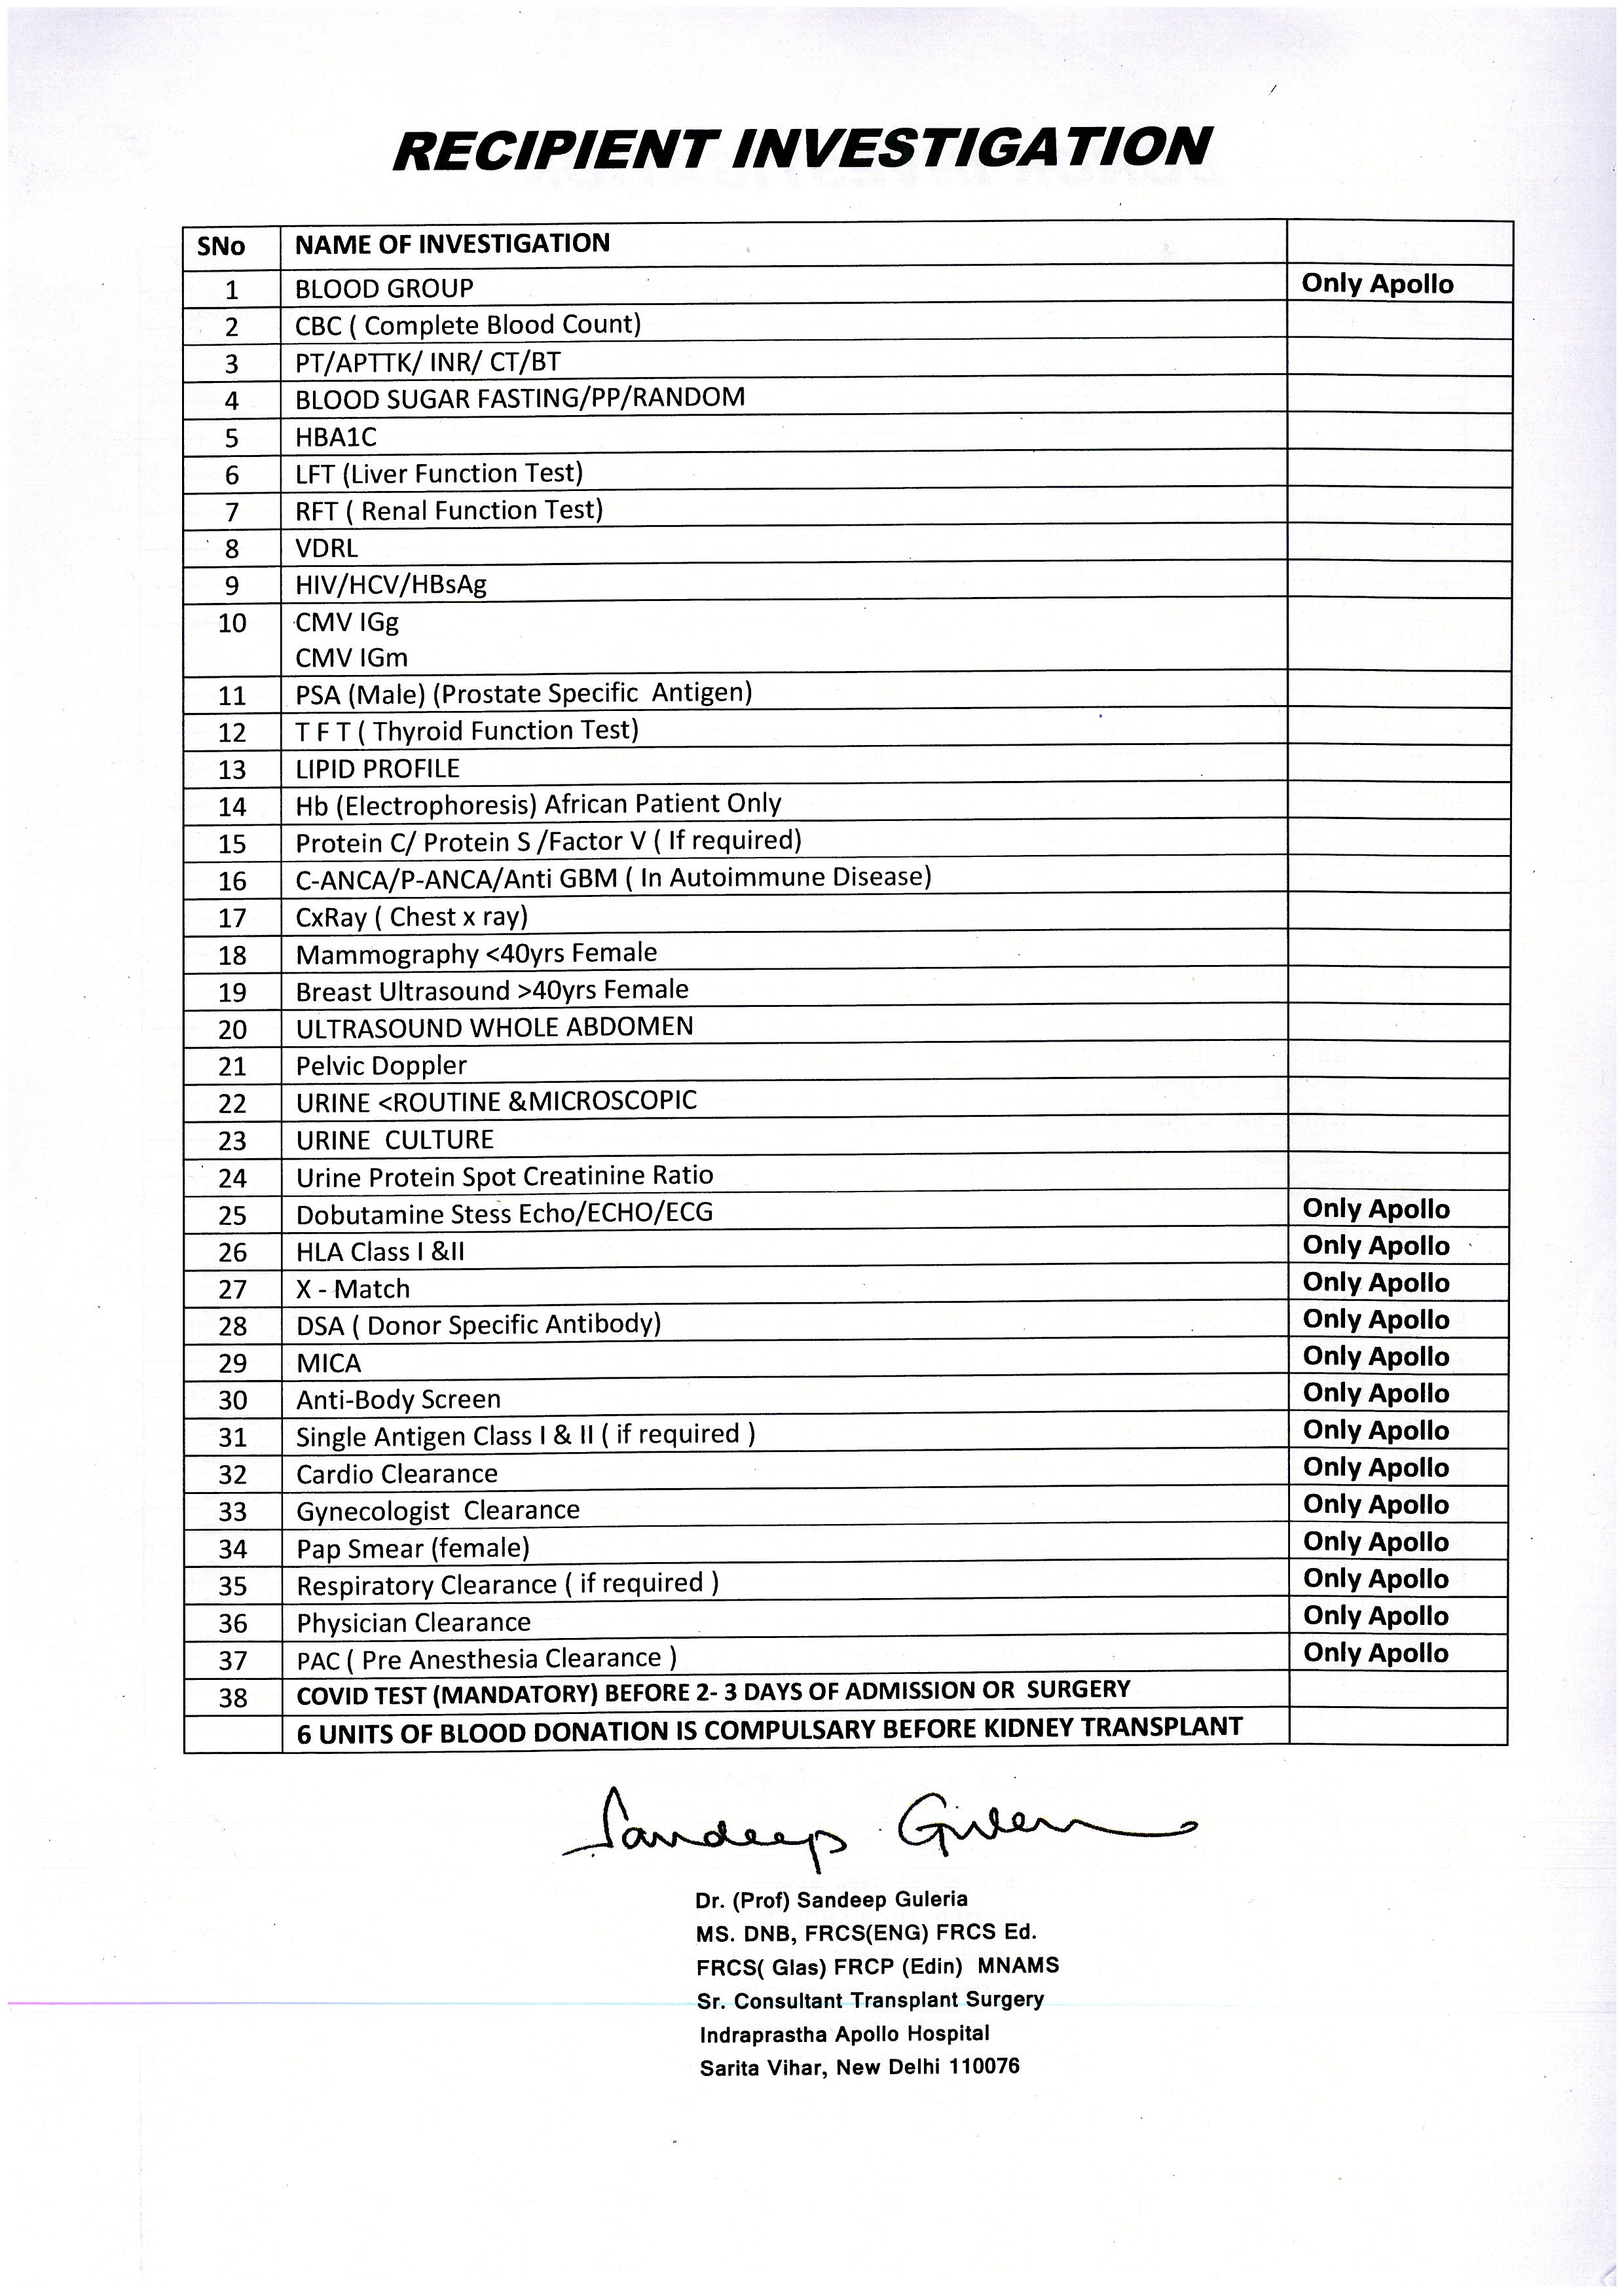 RECIPIENT INVESTIGATION
SNo NAME OF INVESTIGATION
1 BLOOD GROUP Only Apollo
2 CBC ( Complete Blood Count)
3 PT/APTTK/ INR/ CT/BT
4 BLOOD SUGAR FASTING/PP/RANDOM
5 HBA1C
6 LFT (Liver Function Test)
7 RFT ( Renal Function Test)
8 VDRL
9 HIV/HCV/HBsAg
10 CMV IGg
CMV IGm
11 PSA (Male) (Prostate Specific Antigen)
12 T F T ( Thyroid Function Test)
13 LIPID PROFILE
14 Hb (Electrophoresis) African Patient Only
15 Protein C/ Protein S /Factor V ( If required)
16 C-ANCA/P-ANCA/Anti GBM ( In Autoimmune Disease)
17 CxRay ( Chest x ray)
18 Mammography <40yrs Female
19 Breast Ultrasound >40yrs Female
20 ULTRASOUND WHOLE ABDOMEN
21 Pelvic Doppler
22 URINE <ROUTINE &MICROSCOPIC
23 URINE CULTURE
24 Urine Protein Spot Creatinine Ratio
25 Dobutamine Stess Echo/ECHO/ECG Only Apollo
26 HLA Class I &II Only Apollo
27 X - Match Only Apollo
28 DSA ( Donor Specific Antibody) Only Apollo
29 MICA Only Apollo
30 Anti-Body Screen Only Apollo
31 Single Antigen Class I & II ( if required ) Only Apollo
32 Cardio Clearance Only Apollo
33 Gynecologist Clearance Only Apollo
34 Pap Smear (female) Only Apollo
35 Respiratory Clearance ( if required ) Only Apollo
36 Physician Clearance Only Apollo
37 PAC ( Pre Anesthesia Clearance ) Only Apollo
38 COVID TEST (MANDATORY) BEFORE 2- 3 DAYS OF ADMISSION OR SURGERY
6 UNITS OF BLOOD DONATION IS COMPULSARY BEFORE KIDNEY TRANSPLANT
Sandeep Guleria
Dr. (Prof) Sandeep Guleria
MS. DNB, FRCS(ENG) FRCS Ed.
FRCS( Glas) FRCP (Edin) MNAMS
Sr. Consultant Transplant Surgery
Indraprastha Apollo Hospital
Sarita Vihar, New Delhi 110076